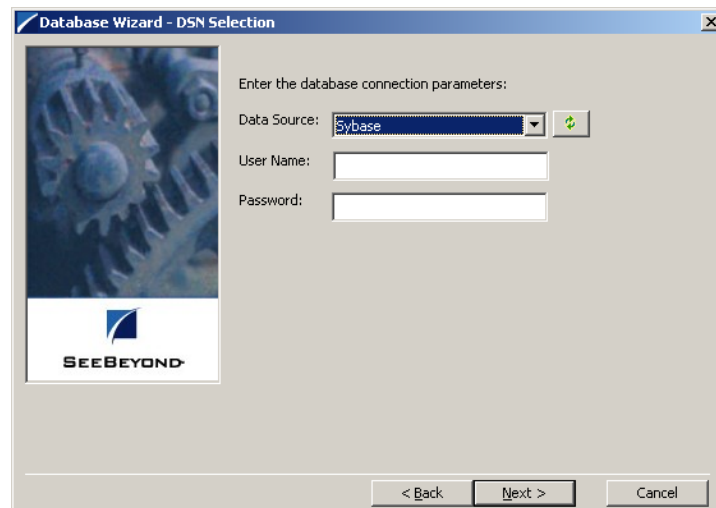 Database Wizard - DSN Selection
Enter the database connection parameters:
Data Source: Sybase
User Name:
Password:
SEEBEYOND
< Back Next > Cancel